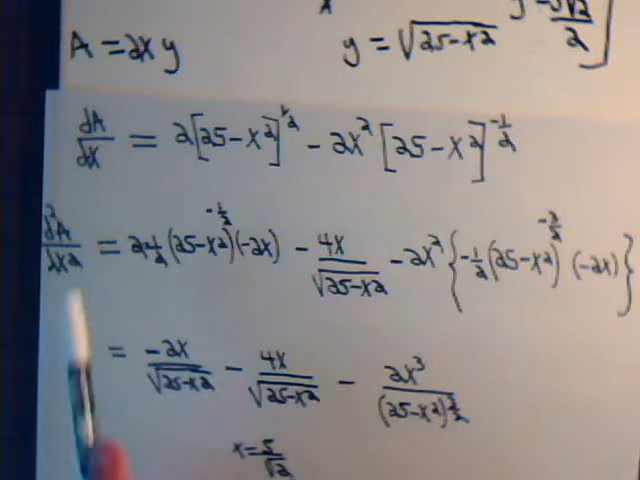 x y = 5√2/2 ]
A = 2xy y = √(25-x²)
dA/dx = 2[25-x²]^(1/2) - 2x²[25-x²]^(-1/2)
d²A/dx² = 2·1/2(25-x²)^(-1/2)(-2x) - 4x/√(25-x²) - 2x²{-1/2(25-x²)^(-3/2)(-2x)}
= -2x/√(25-x²) - 4x/√(25-x²) - 2x³/(25-x²)^(3/2)
x = 5/√2